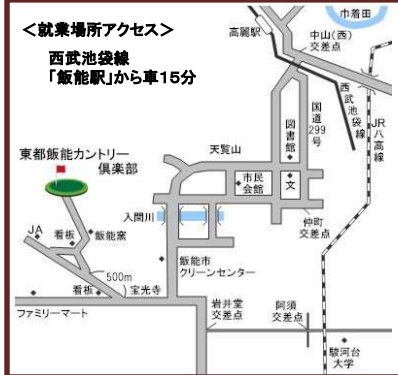 ＜就業場所アクセス＞
西武池袋線
「飯能駅」から車15分
巾着田
高麗駅
中山(西)
交差点
西武池袋線
JR八高線
国道299号
図書館
天覧山
東都飯能カントリー
倶楽部
市民
会館
文
入間川
仲町
交差点
JA
看板
飯能窯
飯能市
クリーンセンター
500m
看板
宝光寺
ファミリーマート
岩井堂
交差点
阿須
交差点
駿河台
大学